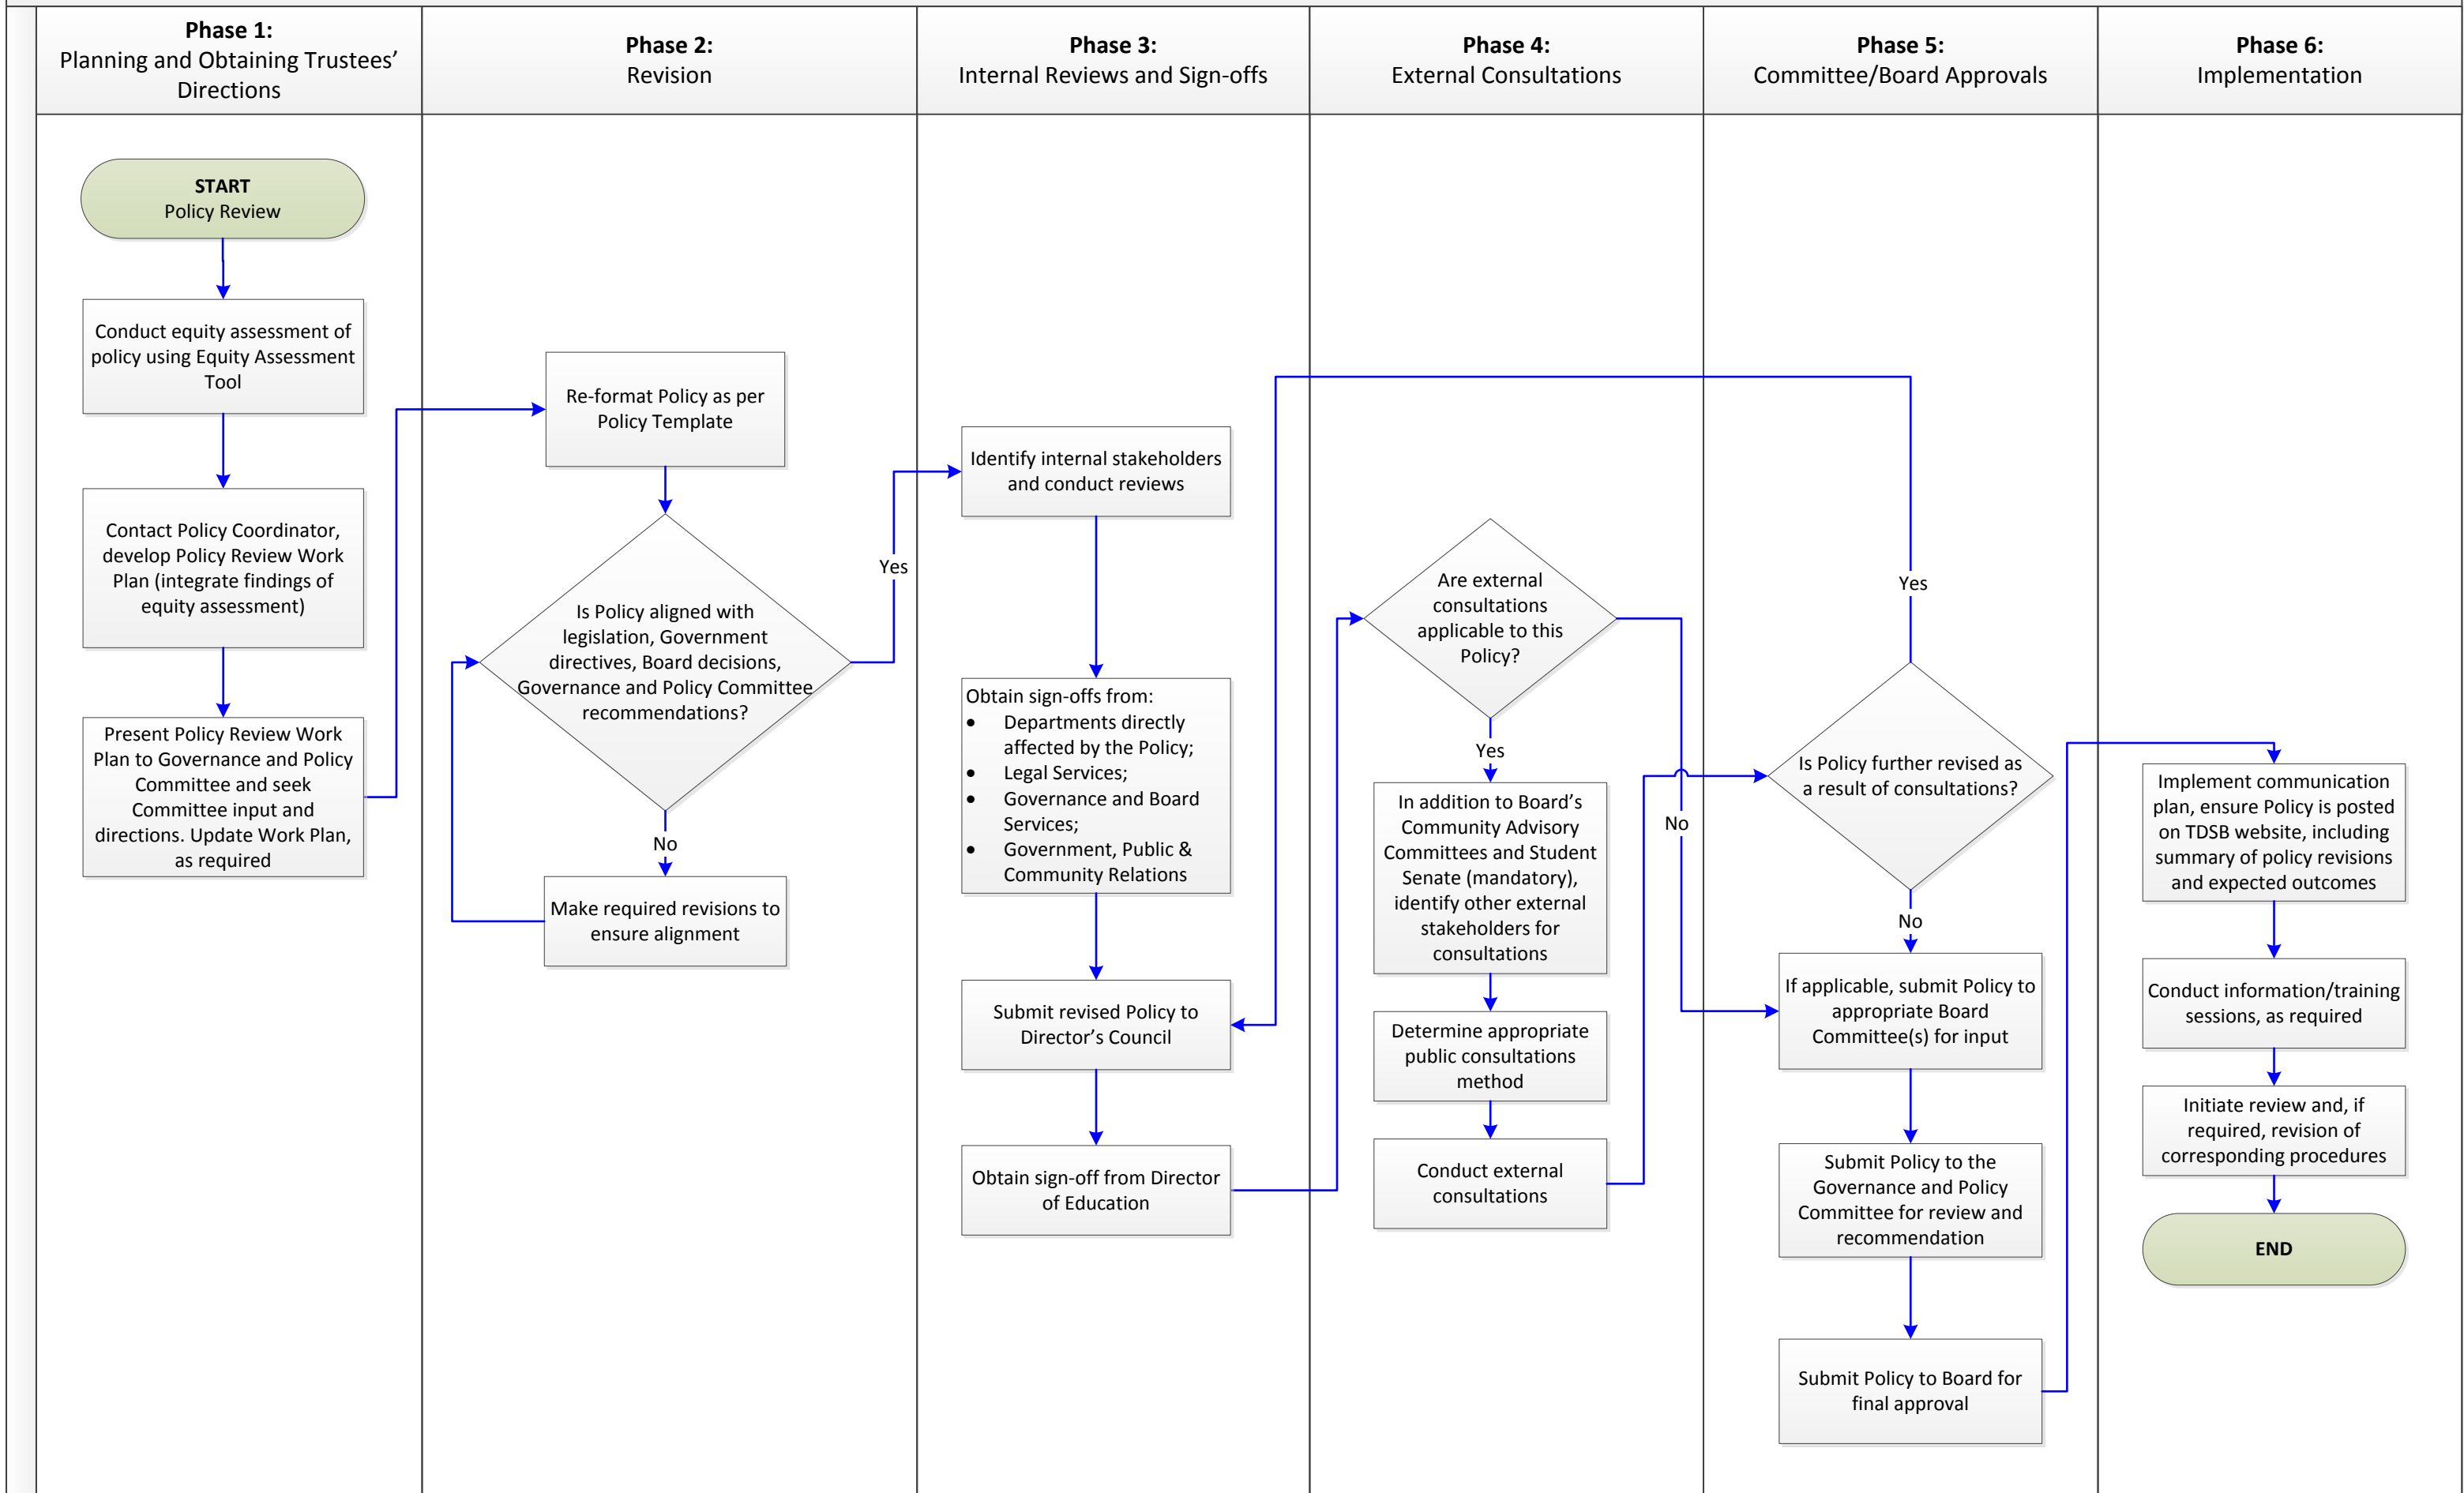 Phase 1:
Planning and Obtaining Trustees’
Directions
Phase 2:
Revision
Phase 3:
Internal Reviews and Sign-offs
Phase 4:
External Consultations
Phase 5:
Committee/Board Approvals
Phase 6:
Implementation
START
Policy Review
Conduct equity assessment of
policy using Equity Assessment
Tool
Contact Policy Coordinator,
develop Policy Review Work
Plan (integrate findings of
equity assessment)
Present Policy Review Work
Plan to Governance and Policy
Committee and seek
Committee input and
directions. Update Work Plan,
as required
Re-format Policy as per
Policy Template
Is Policy aligned with
legislation, Government
directives, Board decisions,
Governance and Policy Committee
recommendations?
Yes
No
Make required revisions to
ensure alignment
Identify internal stakeholders
and conduct reviews
Obtain sign-offs from:
• Departments directly
affected by the Policy;
• Legal Services;
• Governance and Board
Services;
• Government, Public &
Community Relations
Submit revised Policy to
Director’s Council
Obtain sign-off from Director
of Education
Are external
consultations
applicable to this
Policy?
Yes
No
In addition to Board’s
Community Advisory
Committees and Student
Senate (mandatory),
identify other external
stakeholders for
consultations
Determine appropriate
public consultations
method
Conduct external
consultations
Yes
Is Policy further revised as
a result of consultations?
No
If applicable, submit Policy to
appropriate Board
Committee(s) for input
Submit Policy to the
Governance and Policy
Committee for review and
recommendation
Submit Policy to Board for
final approval
Implement communication
plan, ensure Policy is posted
on TDSB website, including
summary of policy revisions
and expected outcomes
Conduct information/training
sessions, as required
Initiate review and, if
required, revision of
corresponding procedures
END